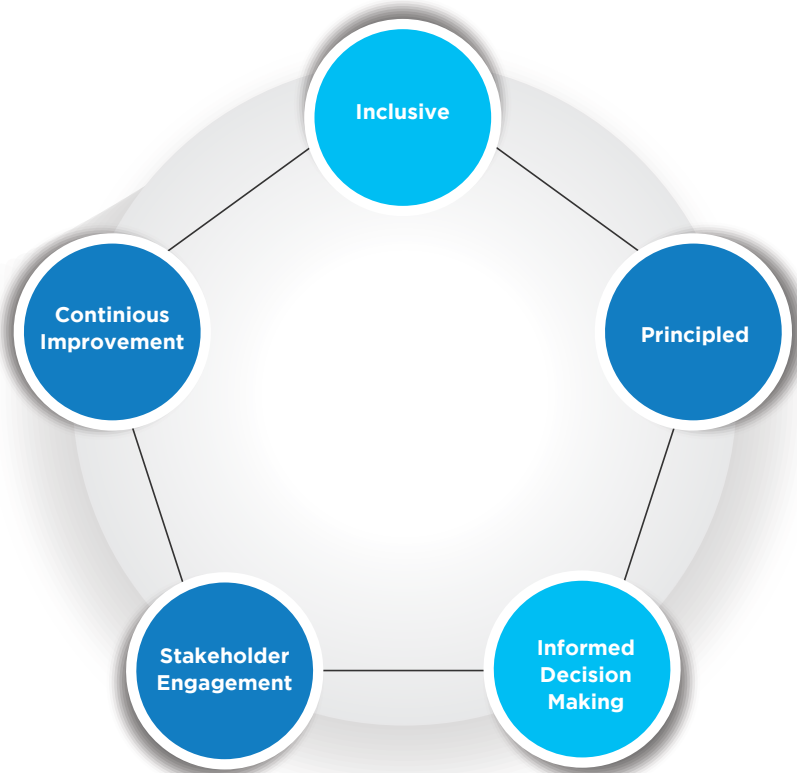 Inclusive
Principled
Informed
Decision
Making
Stakeholder
Engagement
Continious
Improvement